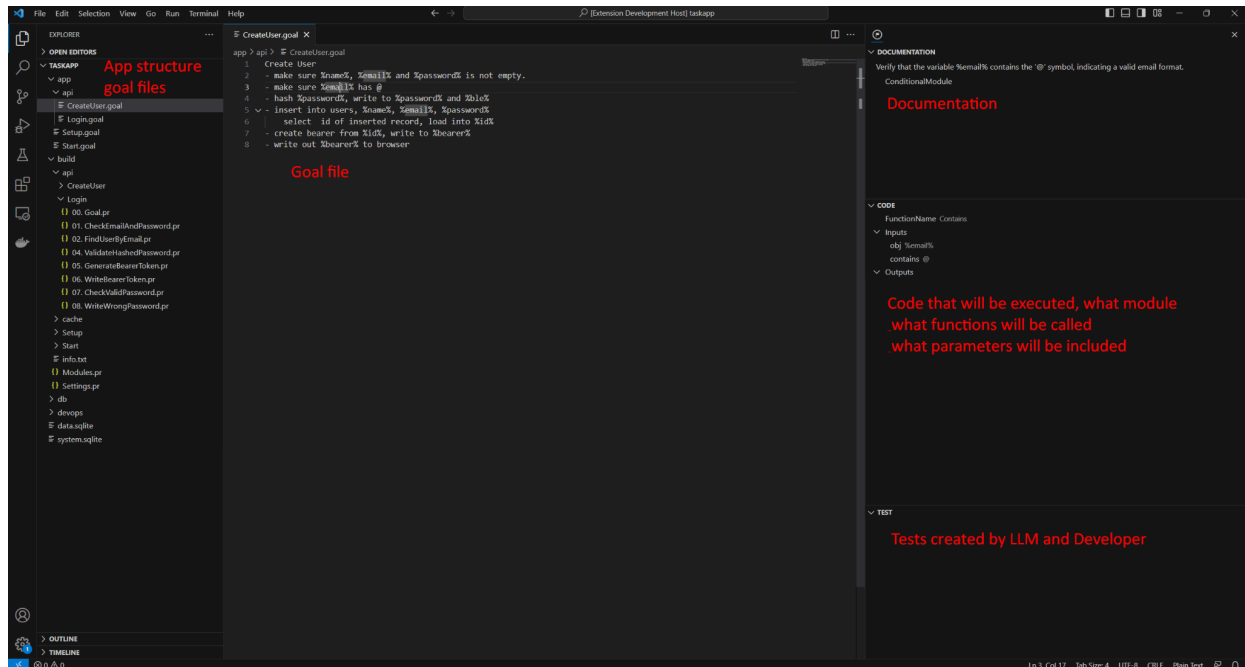 File Edit Selection View Go Run Terminal Help
[Extension Development Host] taskapp
EXPLORER
OPEN EDITORS
TASKAPP
app
api
CreateUser.goal
Login.goal
Setup.goal
Start.goal
build
api
CreateUser
Login
00. Goal.pr
01. CheckEmailAndPassword.pr
02. FindUserByEmail.pr
04. ValidateHashedPassword.pr
05. GenerateBearerToken.pr
06. WriteBearerToken.pr
07. CheckValidPassword.pr
08. WriteWrongPassword.pr
cache
Setup
Start
info.txt
Modules.pr
Settings.pr
db
devops
data.sqlite
system.sqlite
OUTLINE
TIMELINE
App structure
goal files
CreateUser.goal
app > api > CreateUser.goal
1 Create User
2 - make sure %name%, %email% and %password% is not empty.
3 - make sure %email% has @
4 - hash %password%, write to %password% and %ble%
5 - insert into users, %name%, %email%, %password%
6 select id of inserted record, load into %id%
7 - create bearer from %id%, write to %bearer%
8 - write out %bearer% to browser
Goal file
DOCUMENTATION
Verify that the variable %email% contains the '@' symbol, indicating a valid email format.
ConditionalModule
Documentation
CODE
FunctionName Contains
Inputs
obj %email%
contains @
Outputs
Code that will be executed, what module
what functions will be called
what parameters will be included
TEST
Tests created by LLM and Developer
0 0 0
Ln 3, Col 17 Tab Size: 4 UTF-8 CRLF Plain Text